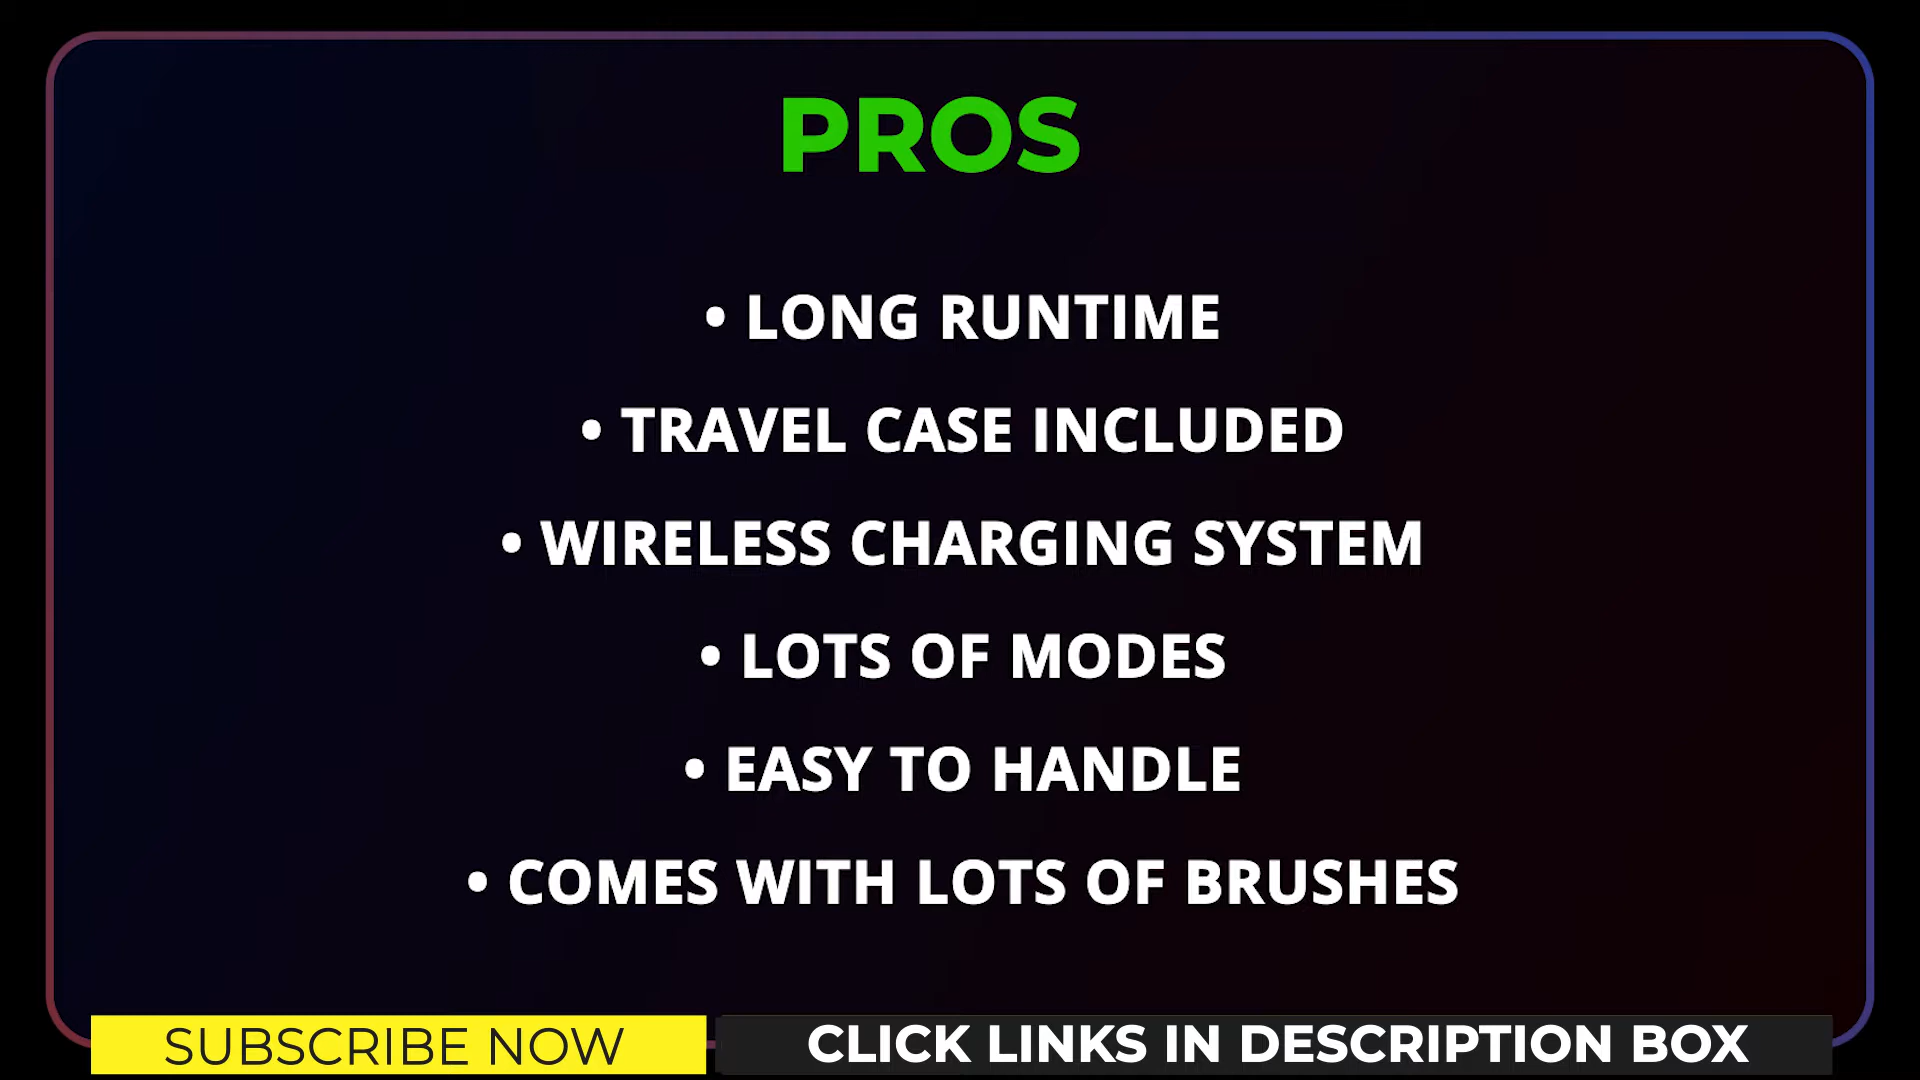 PROS
• LONG RUNTIME
• TRAVEL CASE INCLUDED
• WIRELESS CHARGING SYSTEM
• LOTS OF MODES
• EASY TO HANDLE
• COMES WITH LOTS OF BRUSHES
SUBSCRIBE NOW
CLICK LINKS IN DESCRIPTION BOX